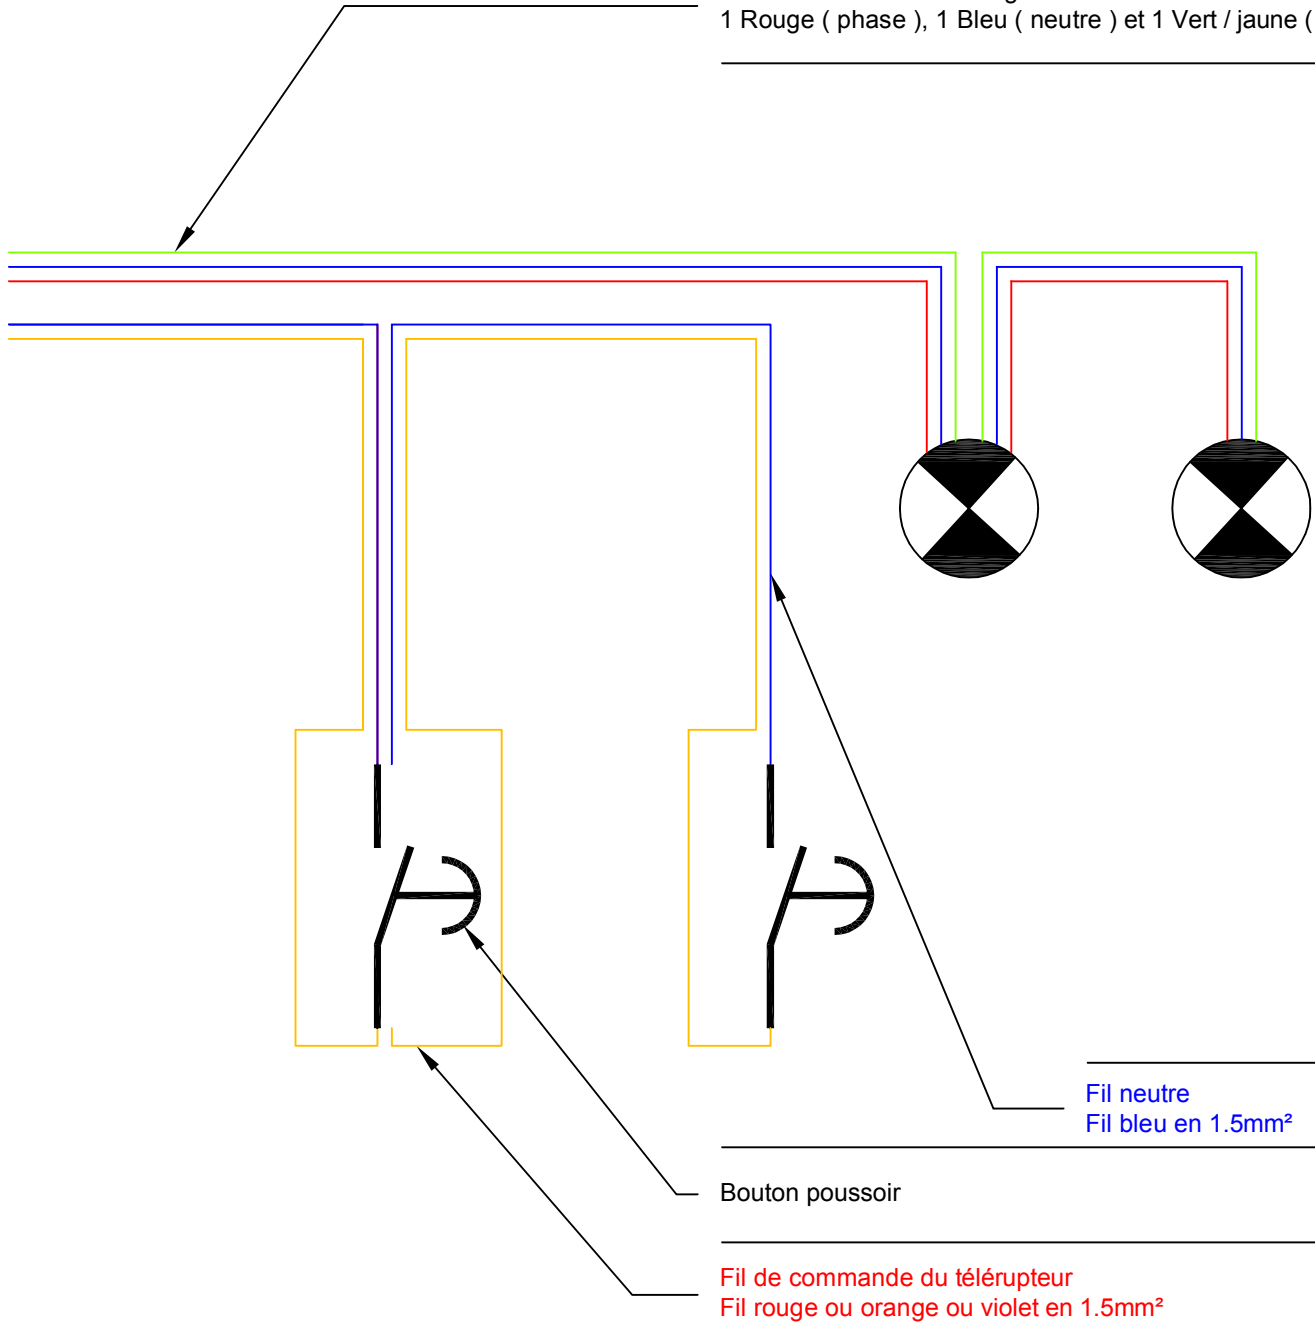 1 Rouge ( phase ), 1 Bleu ( neutre ) et 1 Vert / jaune (
Fil neutre
Fil bleu en 1.5mm²
Bouton poussoir
Fil de commande du télérupteur
Fil rouge ou orange ou violet en 1.5mm²